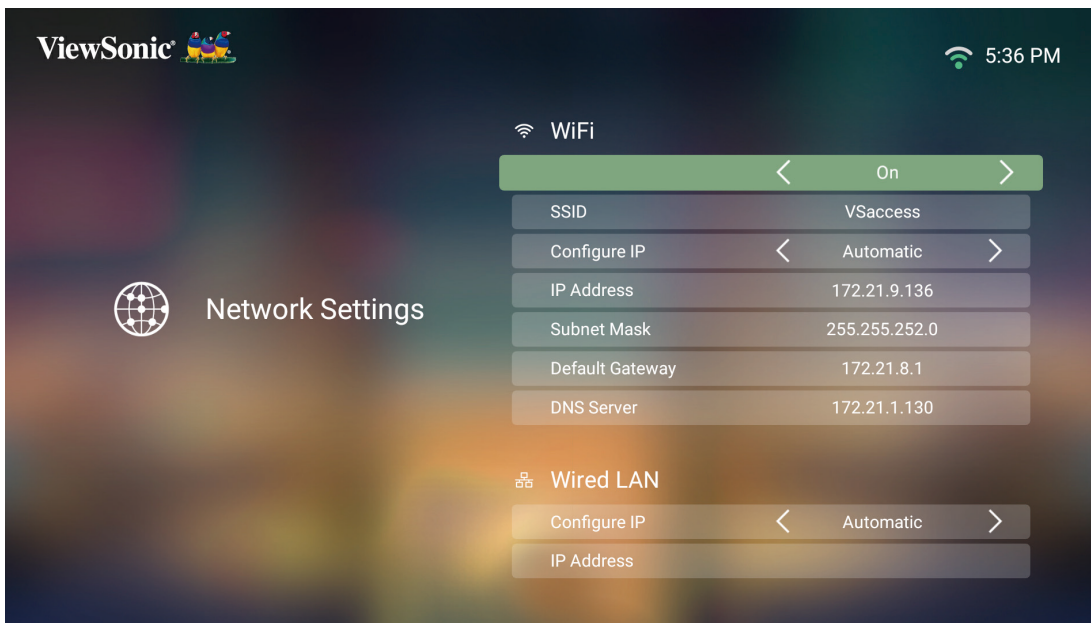 ViewSonic®
5:36 PM
WiFi
On
SSID VSaccess
Configure IP Automatic
IP Address 172.21.9.136
Network Settings
Subnet Mask 255.255.252.0
Default Gateway 172.21.8.1
DNS Server 172.21.1.130
Wired LAN
Configure IP Automatic
IP Address